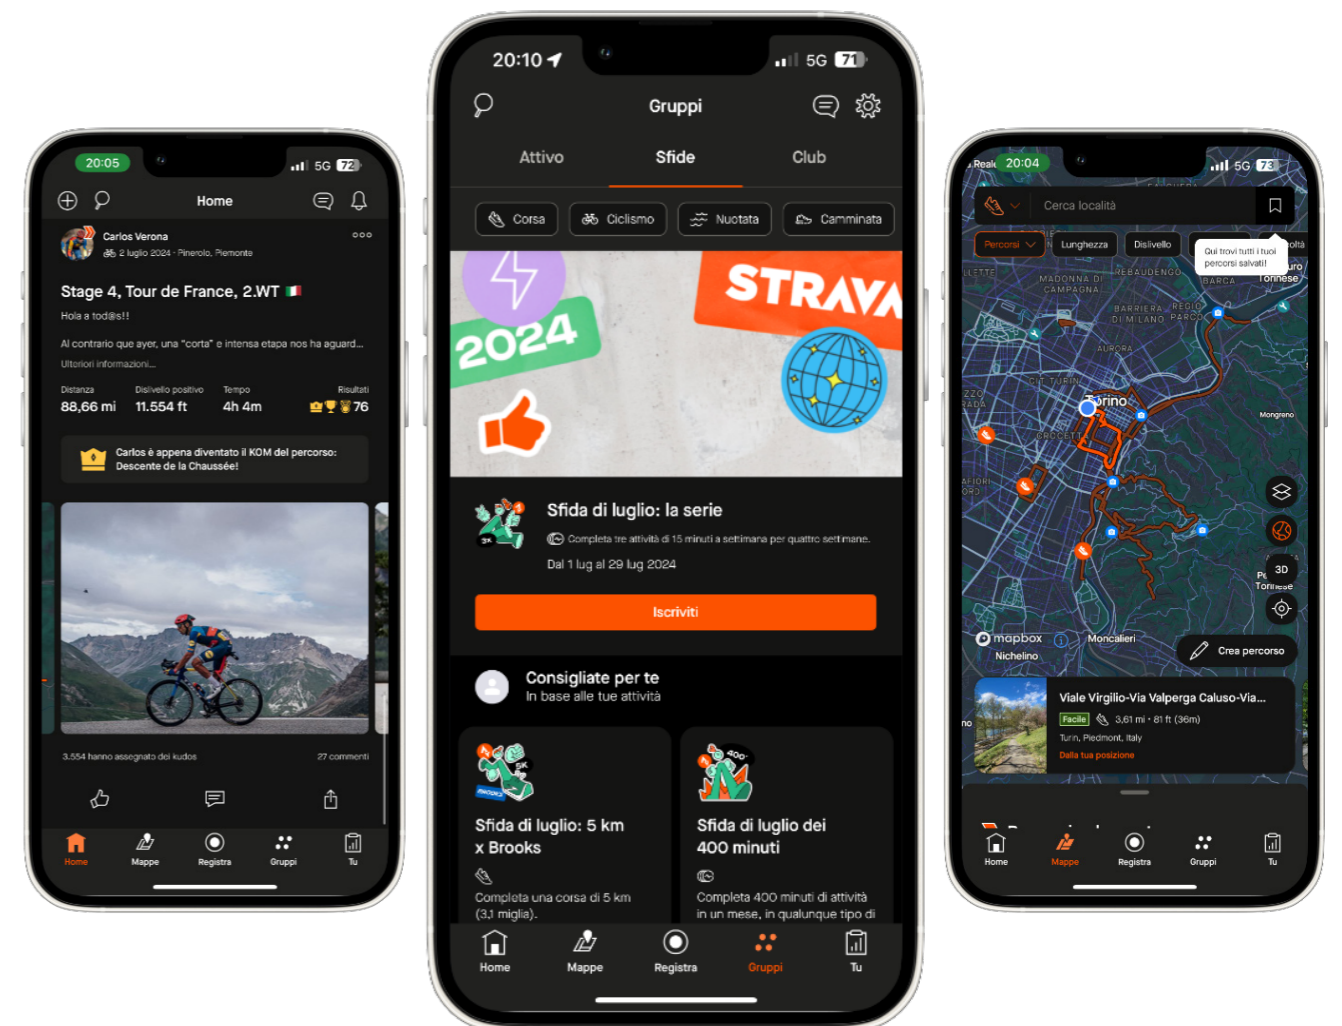 20:05
5G 72
Home
Carlos Verona
2 luglio 2024 · Pinerolo, Piemonte
Stage 4, Tour de France, 2.WT
Hola a tod@s!!
Al contrario que ayer, una “corta” e intensa etapa nos ha aguard...
Ulteriori informazioni...
Distanza Dislivello positivo Tempo Risultati
88,66 mi 11.554 ft 4h 4m 76
Carlos è appena diventato il KOM del percorso:
Descente de la Chaussée!
3.554 hanno assegnato dei kudos 27 commenti
Home Mappe Registra Gruppi Tu
20:10
5G 71
Gruppi
Attivo Sfide Club
Corsa Ciclismo Nuotata Camminata
STRAVA
2024
3X
Sfida di luglio: la serie
Completa tre attività di 15 minuti a settimana per quattro settimane.
Dal 1 lug al 29 lug 2024
Iscriviti
Consigliate per te
In base alle tue attività
5K
BROOKS
Sfida di luglio: 5 km
x Brooks
Completa una corsa di 5 km
(3,1 miglia).
400
Sfida di luglio dei
400 minuti
Completa 400 minuti di attività
in un mese, in qualunque tipo di
Home Mappe Registra Gruppi Tu
20:04
5G 73
Reale
Cerca località
Percorsi Lunghezza Dislivello
Qui trovi tutti i tuoi
percorsi salvati!
MADONNA DI
CAMPAGNA
REBAUDENGO
BARCA
Torinese
BARRIERA
DI MILANO
REGIO
PARCO
AURORA
CIT TURIN
Torino
CROCETTA
Mongreno
3D
Torinese
mapbox
Moncalieri
Nichelino
Crea percorso
Viale Virgilio-Via Valperga Caluso-Via...
Facile 3,61 mi · 81 ft (36m)
Turin, Piedmont, Italy
Dalla tua posizione
Home Mappe Registra Gruppi Tu